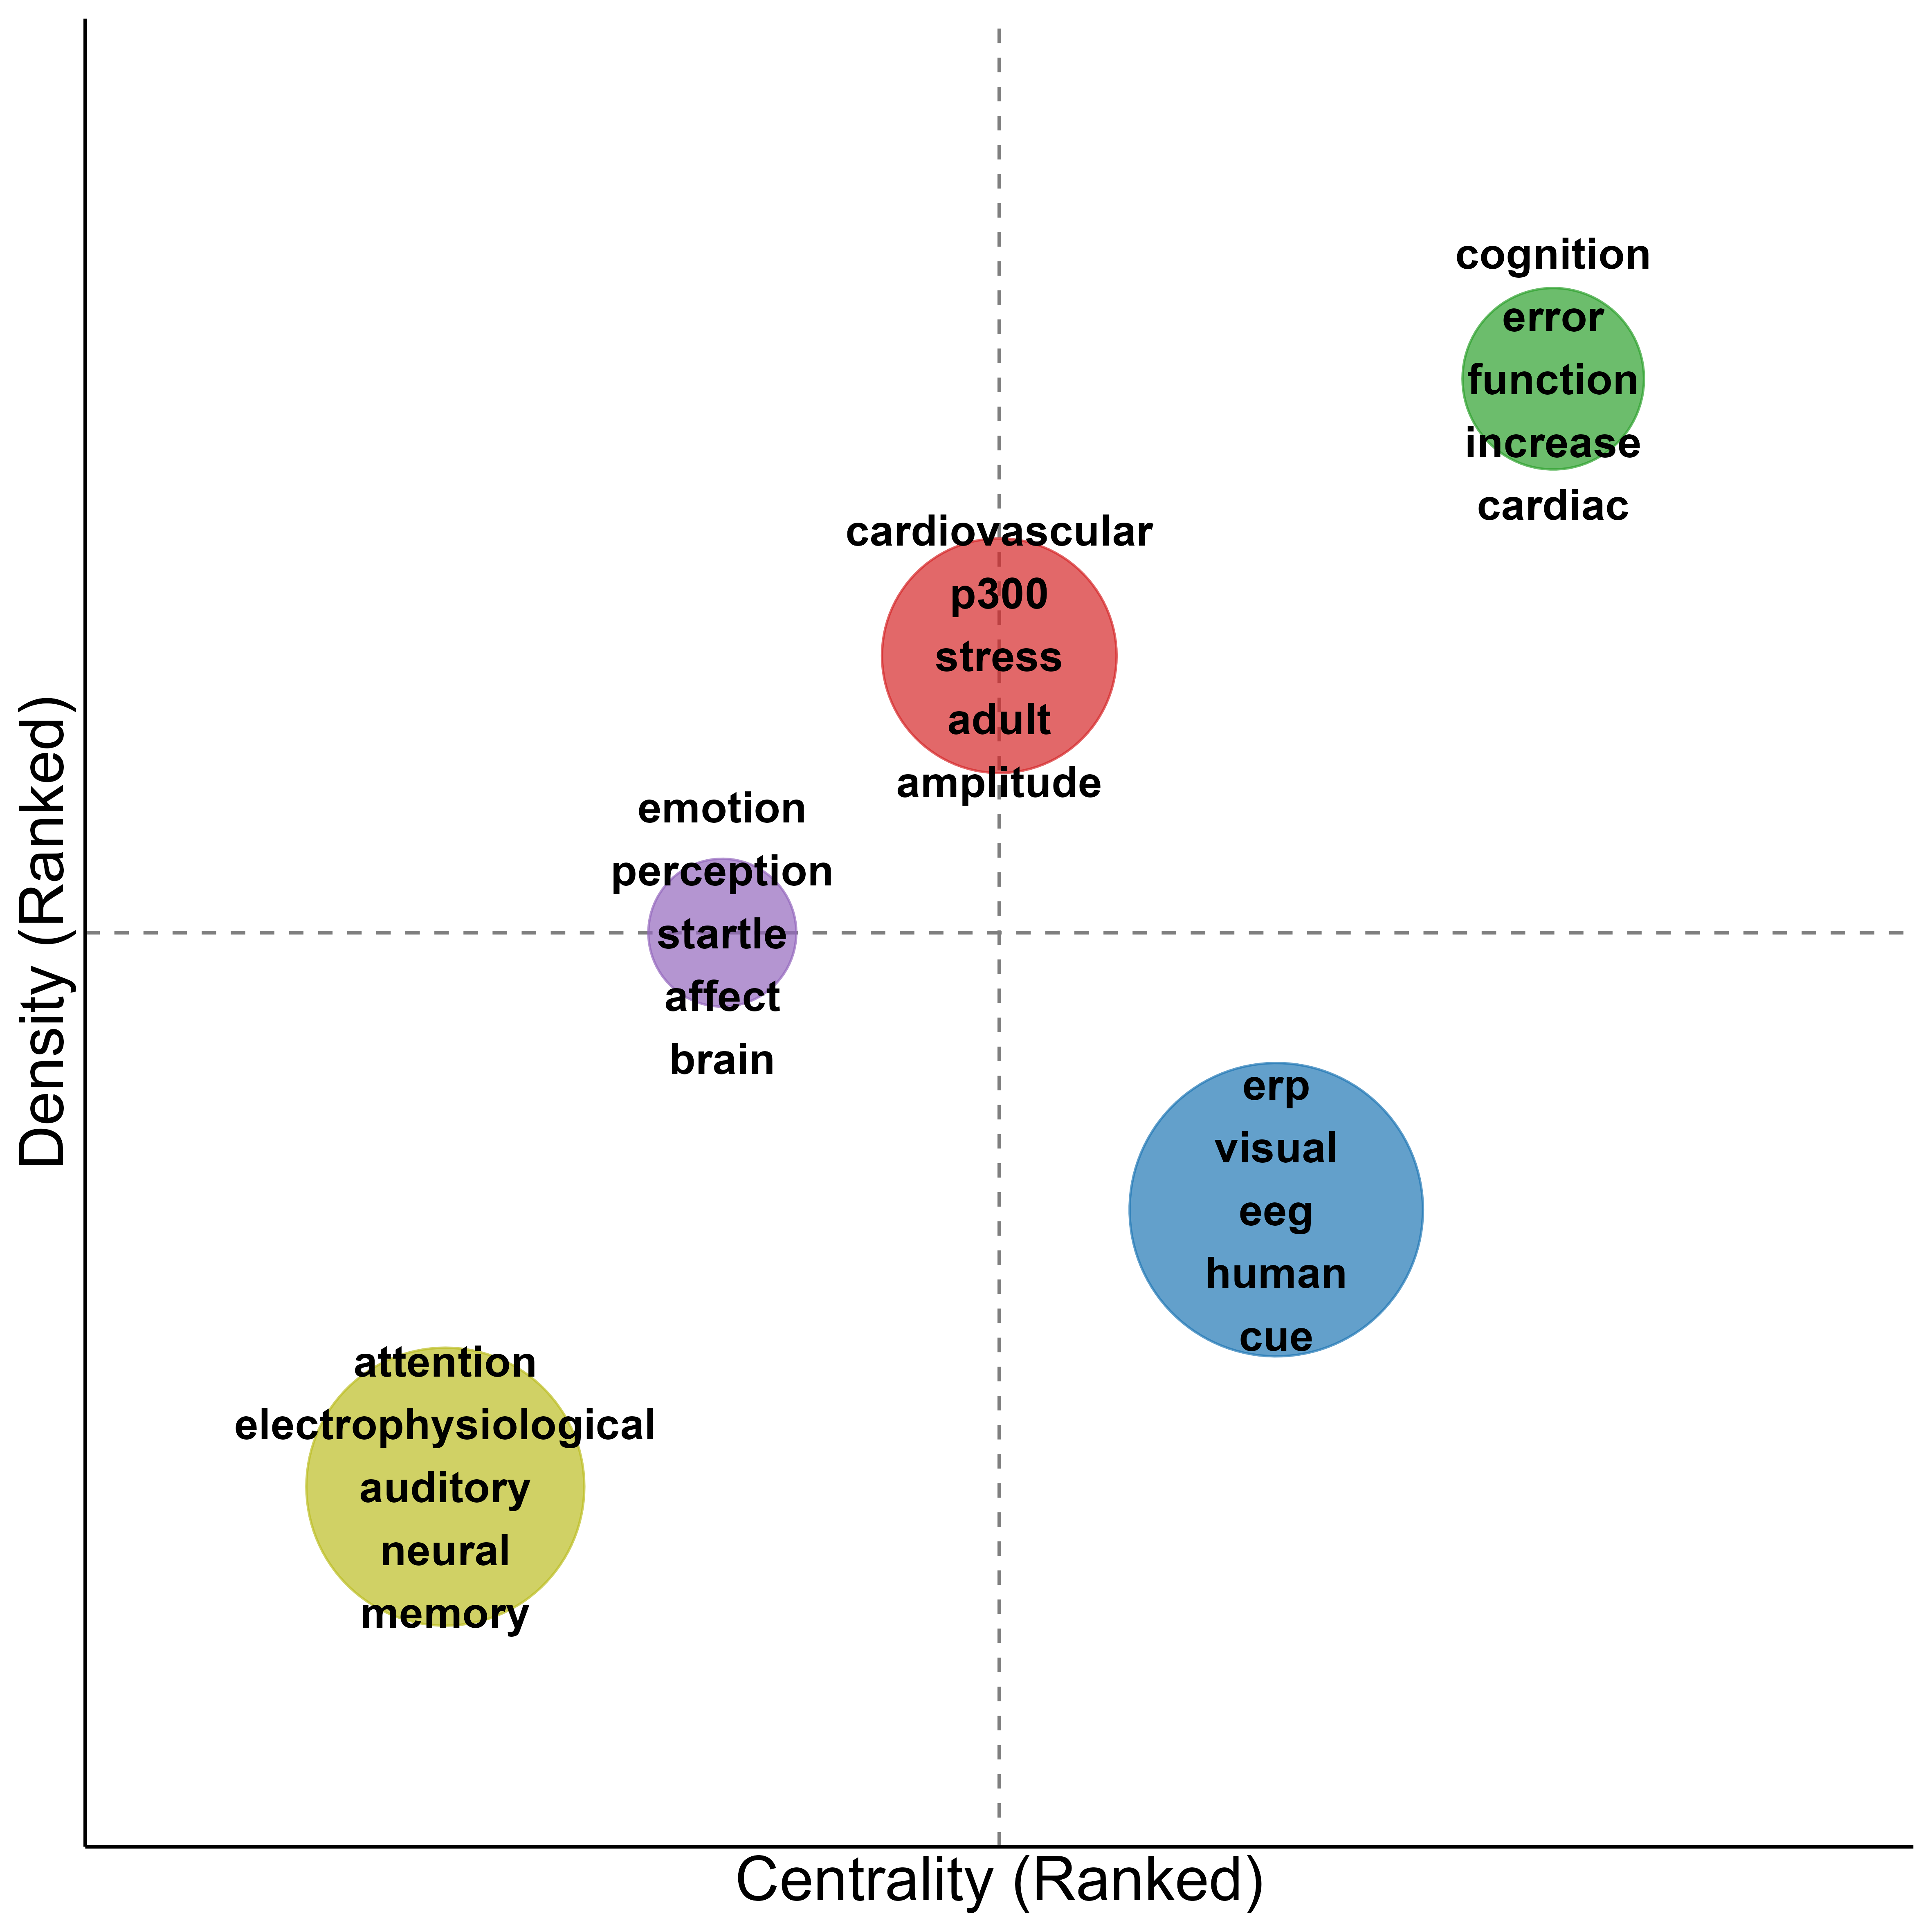 cognition
error
function
increase
cardiac
cardiovascular
p300
stress
adult
amplitude
emotion
perception
startle
affect
brain
erp
visual
eeg
human
cue
attention
electrophysiological
auditory
neural
memory
Density (Ranked)
Centrality (Ranked)